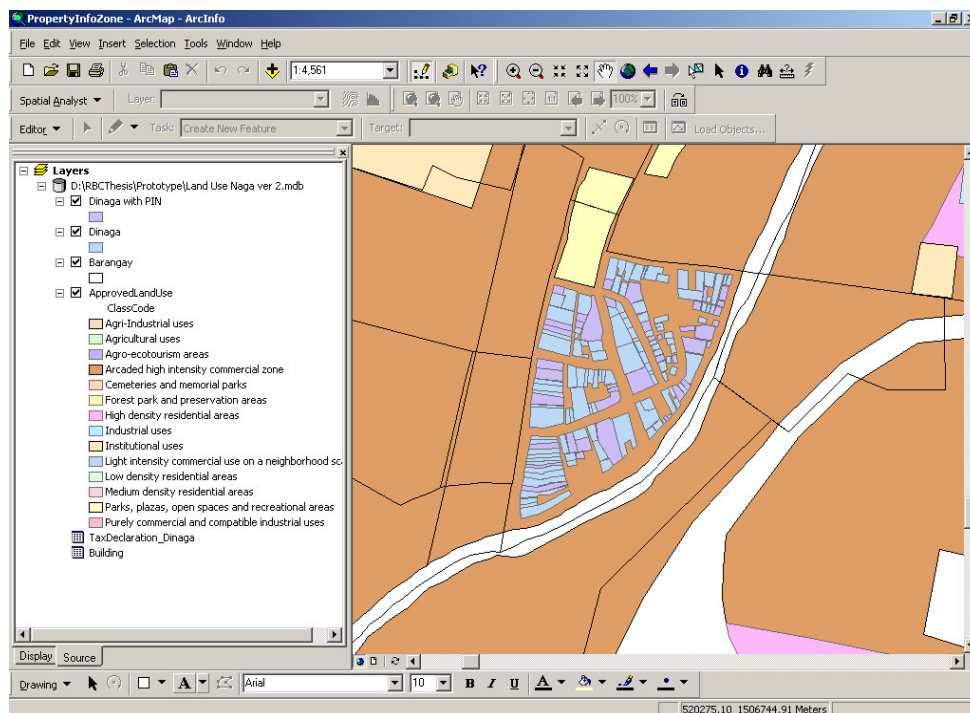 PropertyInfoZone - ArcMap - ArcInfo
File Edit View Insert Selection Tools Window Help
1:4,561
Spatial Analyst Layer: 100%
Editor Task: Create New Feature Target: Load Objects...
Layers
D:\RBCThesis\Prototype\Land Use Naga ver 2.mdb
Dinaga with PIN
Dinaga
Barangay
ApprovedLandUse
ClassCode
Agri-Industrial uses
Agricultural uses
Agro-ecotourism areas
Arcaded high intensity commercial zone
Cemeteries and memorial parks
Forest park and preservation areas
High density residential areas
Industrial uses
Institutional uses
Light intensity commercial use on a neighborhood sc
Low density residential areas
Medium density residential areas
Parks, plazas, open spaces and recreational areas
Purely commercial and compatible industrial uses
TaxDeclaration_Dinaga
Building
Display Source
Drawing A Arial 10 B I U A
520275.10 1506744.91 Meters